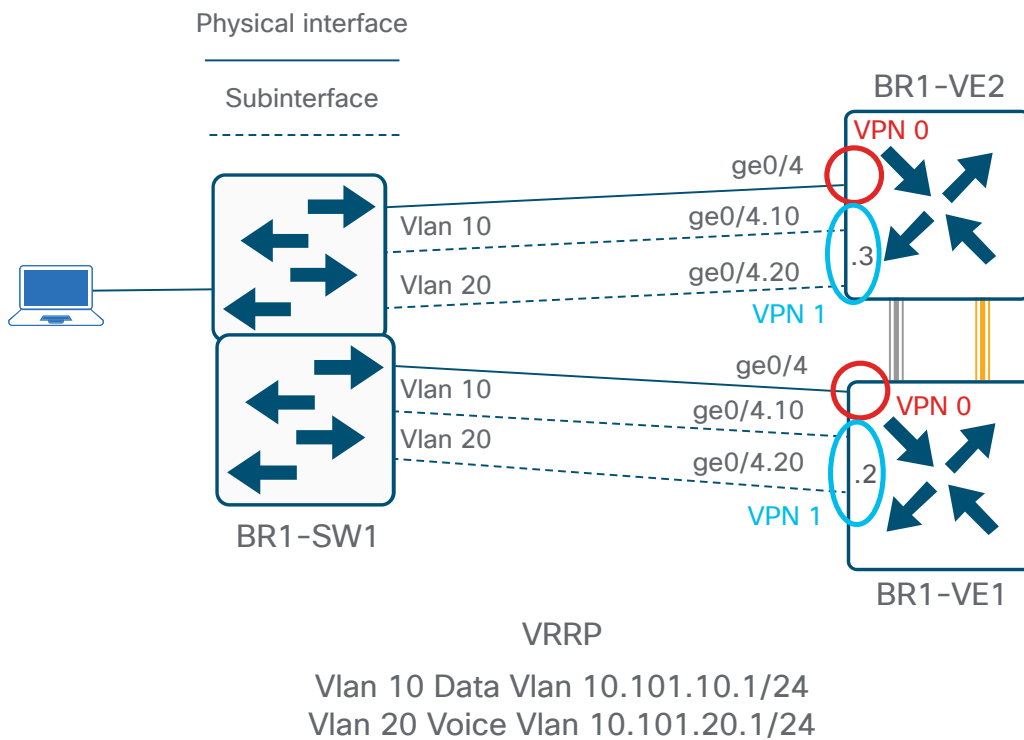 Physical interface
Subinterface
BR1-VE2
VPN 0
ge0/4
Vlan 10
ge0/4.10
.3
Vlan 20
ge0/4.20
VPN 1
ge0/4
Vlan 10
VPN 0
ge0/4.10
Vlan 20
ge0/4.20
.2
VPN 1
BR1-SW1
BR1-VE1
VRRP
Vlan 10 Data Vlan 10.101.10.1/24
Vlan 20 Voice Vlan 10.101.20.1/24